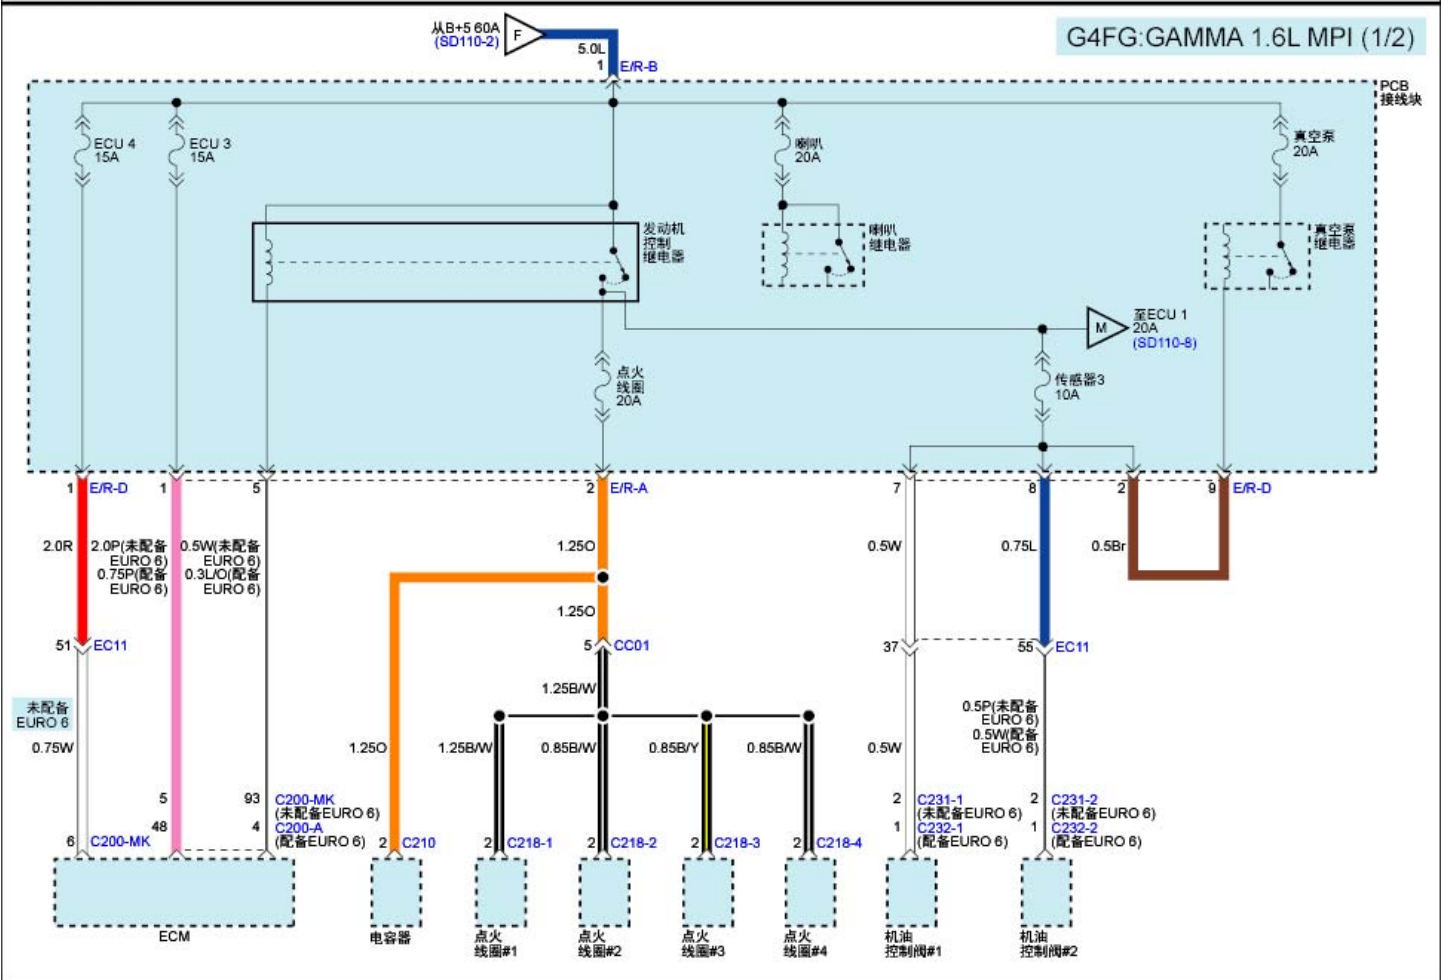 从B+5 60A
(SD110-2)
F
G4FG:GAMMA 1.6L MPI (1/2)
5.0L
1
E/R-B
PCB
接线块
ECU 4
15A
ECU 3
15A
喇叭
20A
真空泵
20A
发动机
控制
继电器
喇叭
继电器
真空泵
继电器
M
至ECU 1
20A
(SD110-8)
点火
线圈
20A
传感器3
10A
1
E/R-D
1
5
2
E/R-A
7
8
2
9
E/R-D
2.0R
2.0P(未配备
EURO 6)
0.75P(配备
EURO 6)
0.5W(未配备
EURO 6)
0.3L/O(配备
EURO 6)
1.25O
0.5W
0.75L
0.5Br
1.25O
51
EC11
5
CC01
37
55
EC11
未配备
EURO 6
1.25B/W
0.5P(未配备
EURO 6)
0.5W(配备
EURO 6)
0.75W
1.25O
1.25B/W
0.85B/W
0.85B/Y
0.85B/W
0.5W
5
93
C200-MK
(未配备EURO 6)
48
4
C200-A
(配备EURO 6)
2
C231-1
(未配备EURO 6)
1
C232-1
(配备EURO 6)
2
C231-2
(未配备EURO 6)
1
C232-2
(配备EURO 6)
6
C200-MK
2
C210
2
C218-1
2
C218-2
2
C218-3
2
C218-4
ECM
电容器
点火
线圈#1
点火
线圈#2
点火
线圈#3
点火
线圈#4
机油
控制阀#1
机油
控制阀#2